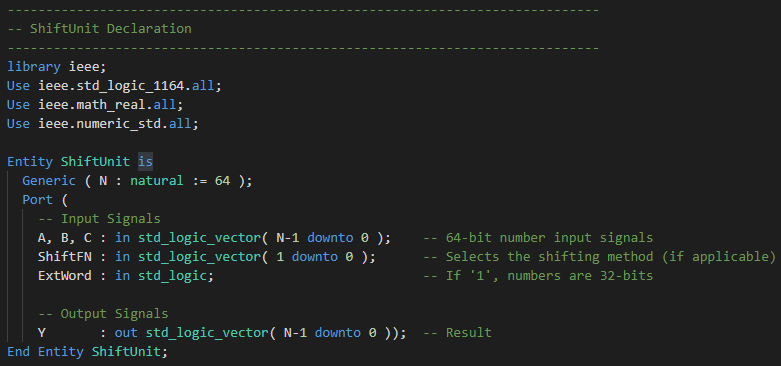 -----------------------------------------------------------------------------
-- ShiftUnit Declaration
-----------------------------------------------------------------------------
library ieee;
Use ieee.std_logic_1164.all;
Use ieee.math_real.all;
Use ieee.numeric_std.all;

Entity ShiftUnit is
  Generic ( N : natural := 64 );
  Port (
    -- Input Signals
    A, B, C : in std_logic_vector( N-1 downto 0 );    -- 64-bit number input signals
    ShiftFN : in std_logic_vector( 1 downto 0 );      -- Selects the shifting method (if applicable)
    ExtWord : in std_logic;                           -- If '1', numbers are 32-bits

    -- Output Signals
    Y       : out std_logic_vector( N-1 downto 0 ));  -- Result
End Entity ShiftUnit;